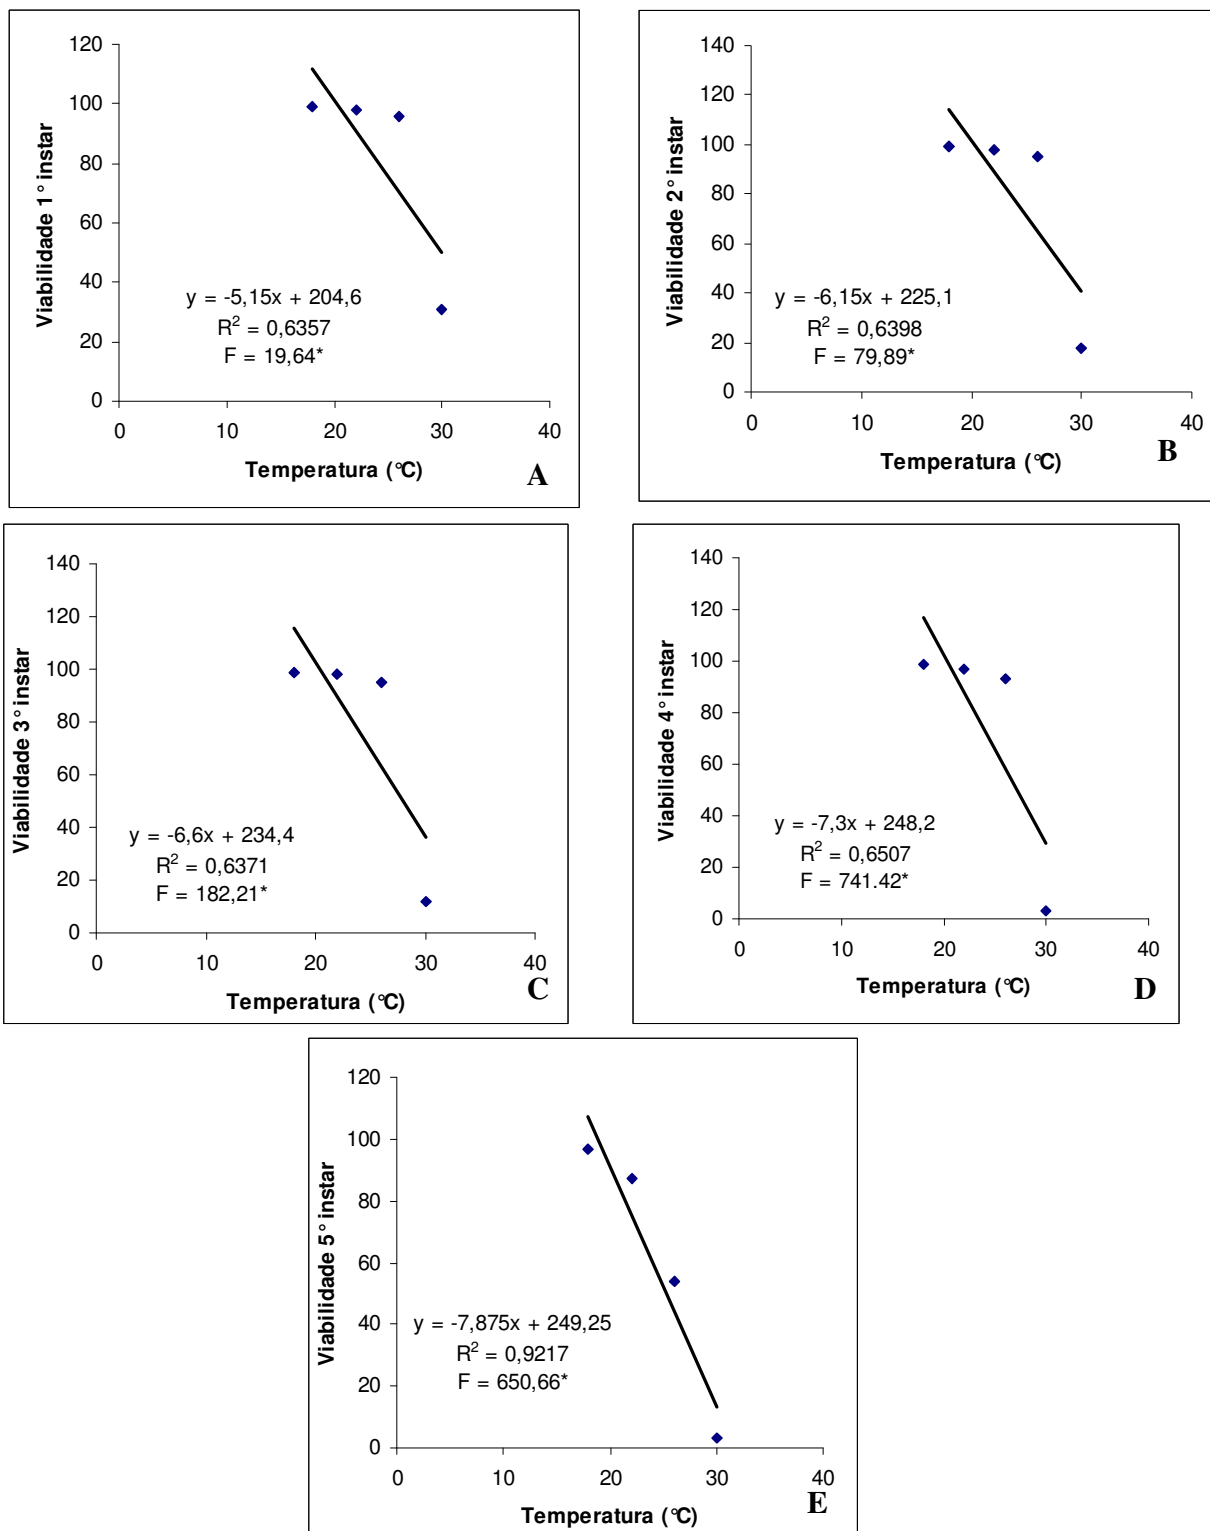 120
100
80
60
40
20
0
Viabilidade 1° instar
y = -5,15x + 204,6
R² = 0,6357
F = 19,64*
0 10 20 30 40
Temperatura (°C)
A
140
120
100
80
60
40
20
0
Viabilidade 2° instar
y = -6,15x + 225,1
R² = 0,6398
F = 79,89*
0 10 20 30 40
Temperatura (°C)
B
140
120
100
80
60
40
20
0
Viabilidade 3° instar
y = -6,6x + 234,4
R² = 0,6371
F = 182,21*
0 10 20 30 40
Temperatura (°C)
C
140
120
100
80
60
40
20
0
Viabilidade 4° instar
y = -7,3x + 248,2
R² = 0,6507
F = 741.42*
0 10 20 30 40
Temperatura (°C)
D
120
100
80
60
40
20
0
Viabilidade 5° instar
y = -7,875x + 249,25
R² = 0,9217
F = 650,66*
0 10 20 30 40
Temperatura (°C)
E